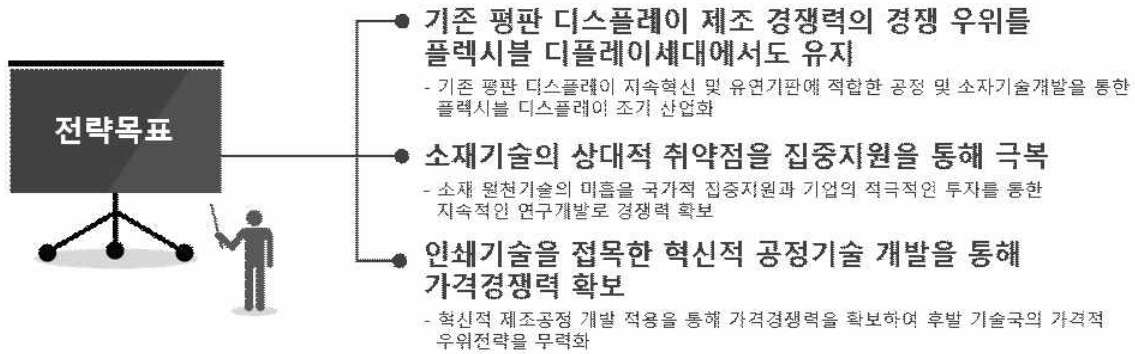 전략목표
기존 평판 디스플레이 제조 경쟁력의 경쟁 우위를
플렉시블 디플레이세대에서도 유지
- 기존 평판 디스플레이 지속혁신 및 유연기판에 적합한 공정 및 소자기술개발을 통한
플렉시블 디스플레이 조기 산업화
소재기술의 상대적 취약점을 집중지원을 통해 극복
- 소재 원천기술의 미흡을 국가적 집중지원과 기업의 적극적인 투자를 통한
지속적인 연구개발로 경쟁력 확보
인쇄기술을 접목한 혁신적 공정기술 개발을 통해
가격경쟁력 확보
- 혁신적 제조공정 개발 적용을 통해 가격경쟁력을 확보하여 후발 기술국의 가격적
우위전략을 무력화